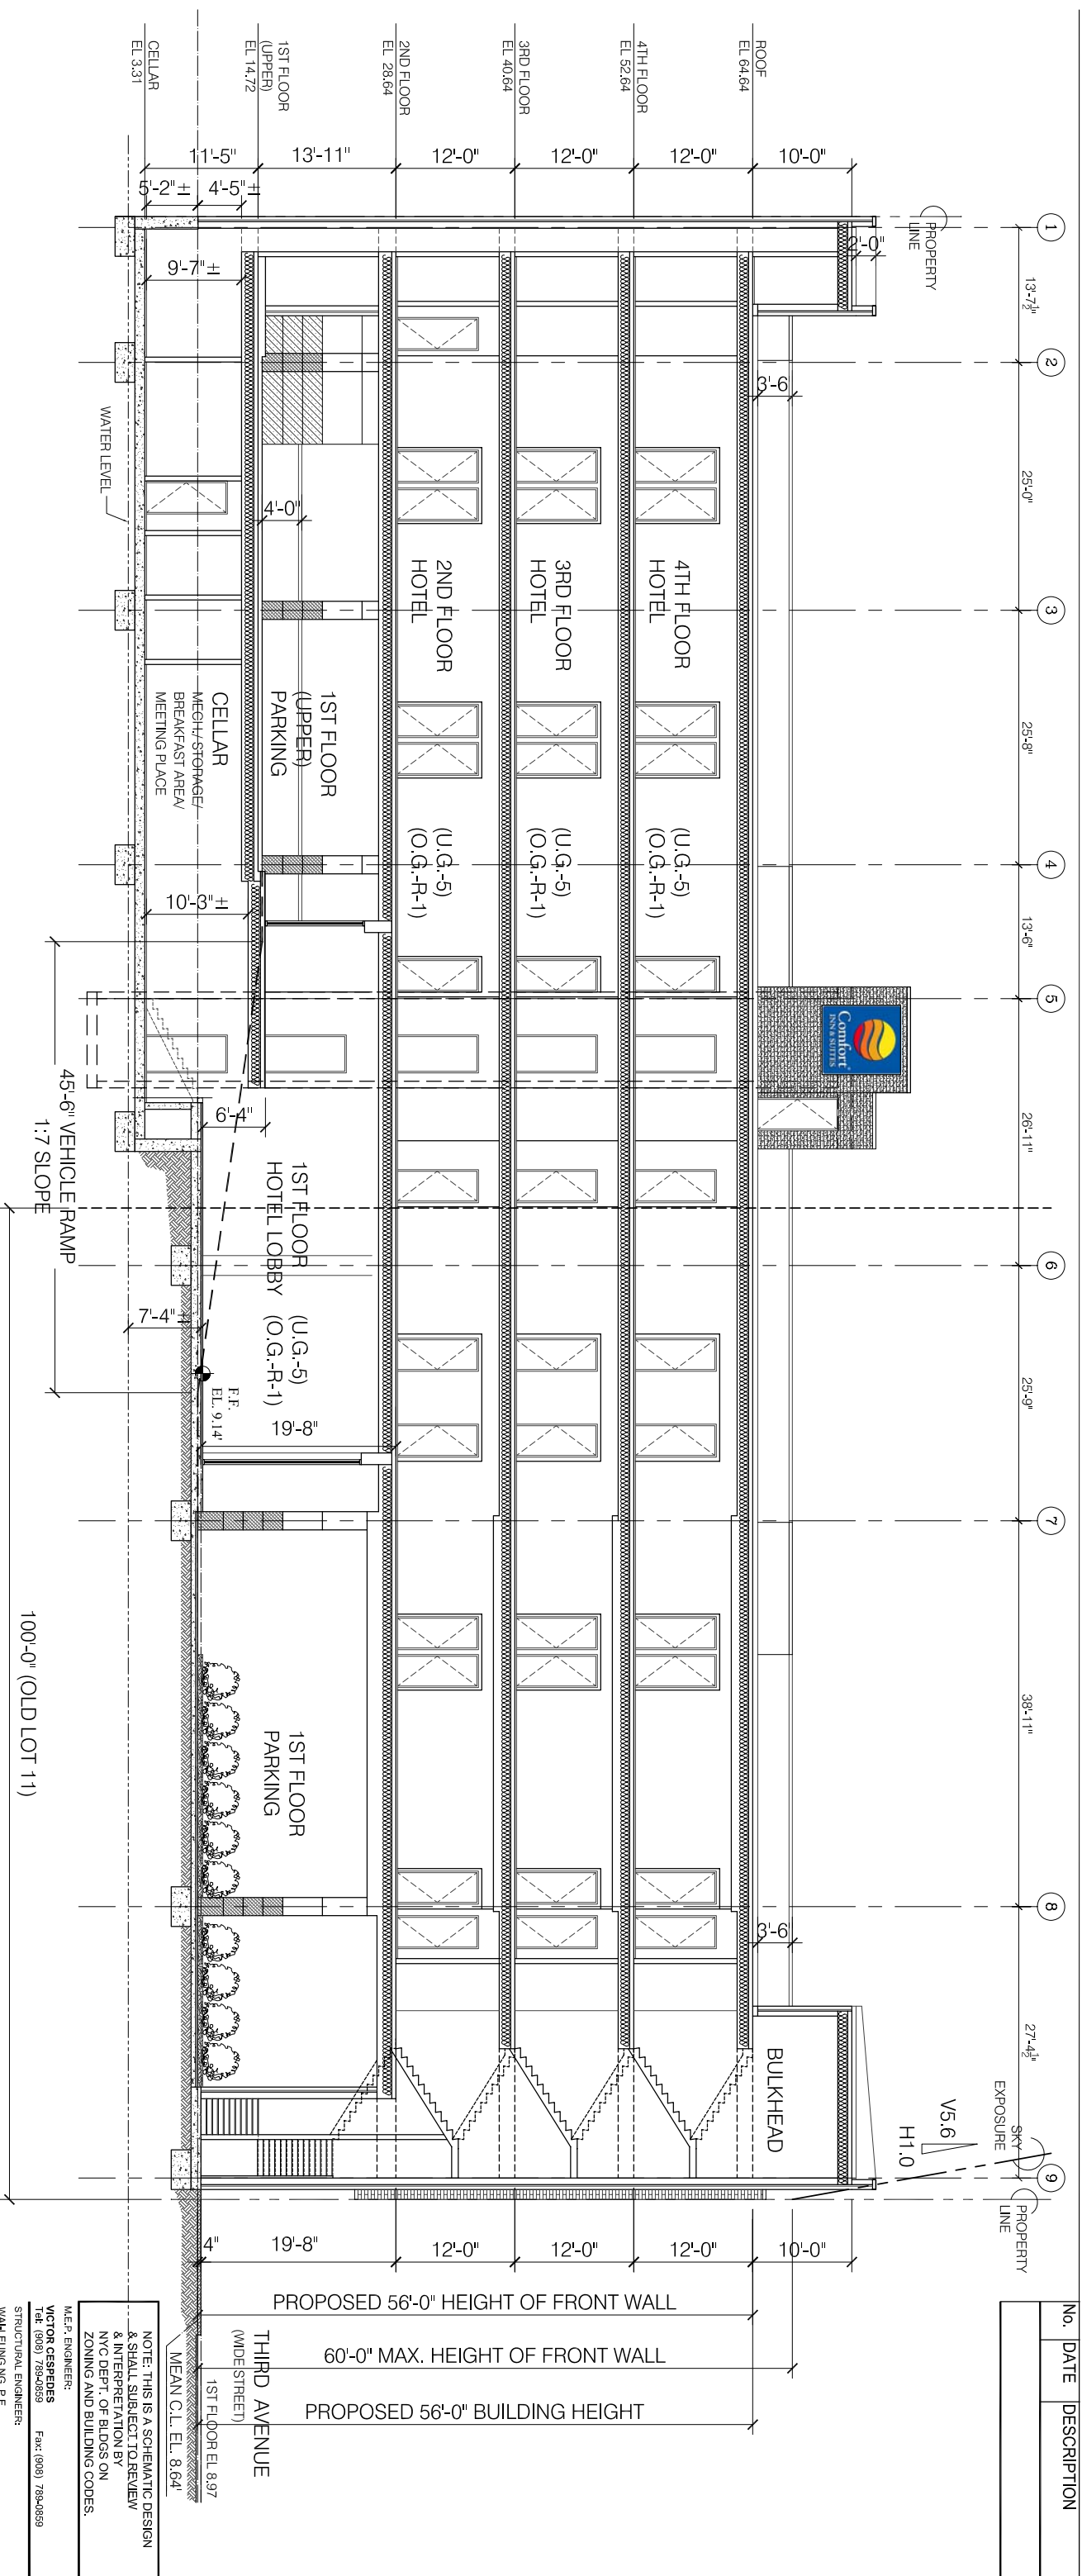 No. DATE DESCRIPTION
1
2
3
4
5
6
7
8
9
13'-7½"
25'-0"
25'-8"
13'-6"
26'-11"
25'-9"
38'-11"
27'-4½"
PROPERTY
LINE
SKY
EXPOSURE
V5.6
H1.0
PROPERTY
LINE
2'-0"
3'-6
3'-6
Comfort
INN & SUITES
BULKHEAD
ROOF
EL 64.64
4TH FLOOR
EL 52.64
3RD FLOOR
EL 40.64
2ND FLOOR
EL 28.64
1ST FLOOR
(UPPER)
EL 14.72
CELLAR
EL 3.31
10'-0"
12'-0"
12'-0"
12'-0"
13'-11"
11'-5"
4'-5"±
5'-2"±
9'-7"±
4TH FLOOR
HOTEL
(U.G.-5)
(O.G.-R-1)
3RD FLOOR
HOTEL
(U.G.-5)
(O.G.-R-1)
2ND FLOOR
HOTEL
(U.G.-5)
(O.G.-R-1)
4'-0"
1ST FLOOR
(UPPER)
PARKING
CELLAR
MECH./ STORAGE/
BREAKFAST AREA/
MEETING PLACE
10'-3"±
WATER LEVEL
6'-4"
1ST FLOOR
HOTEL LOBBY
(U.G.-5)
(O.G.-R-1)
19'-8"
F.F.
EL. 9.14'
7'-4"±
45'-6" VEHICLE RAMP
1:7 SLOPE
1ST FLOOR
PARKING
100'-0" (OLD LOT 11)
10'-0"
12'-0"
12'-0"
12'-0"
19'-8"
4"
PROPOSED 56'-0" HEIGHT OF FRONT WALL
60'-0" MAX. HEIGHT OF FRONT WALL
PROPOSED 56'-0" BUILDING HEIGHT
THIRD AVENUE
(WIDE STREET)
1ST FLOOR EL 8.97
MEAN C.L. EL. 8.64'
NOTE: THIS IS A SCHEMATIC DESIGN
& SHALL SUBJECT TO REVIEW
& INTERPRETATION BY
NYC DEPT. OF BLDGS ON
ZONING AND BUILDING CODES.
M.E.P. ENGINEER:
VICTOR CESPEDES
Tel: (908) 789-0859 Fax: (908) 789-0859
STRUCTURAL ENGINEER: